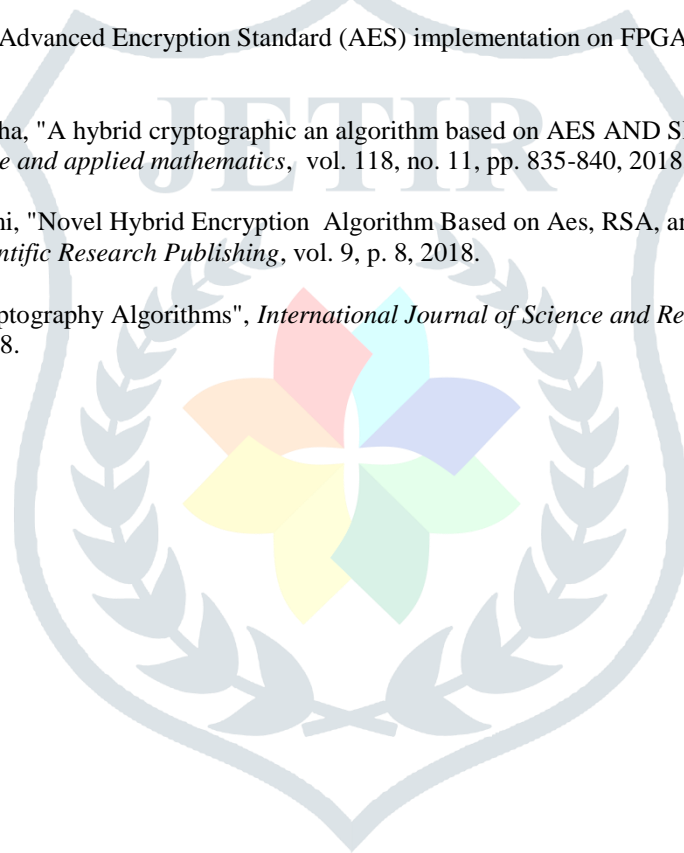 Advanced Encryption Standard (AES) implementation on FPGA
JETIR
ha, "A hybrid cryptographic an algorithm based on AES AND
e and applied mathematics, vol. 118, no. 11, pp. 835-840, 2018
ni, "Novel Hybrid Encryption Algorithm Based on Aes, RSA,
ntific Research Publishing, vol. 9, p. 8, 2018.
ptography Algorithms", International Journal of Science and Re
8.